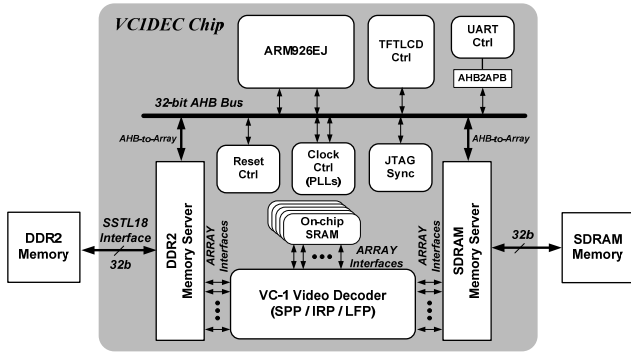 VCIDEC Chip
ARM926EJ
TFTLCD
Ctrl
UART
Ctrl
AHB2APB
32-bit AHB Bus
AHB-to-Array
AHB-to-Array
Reset
Ctrl
Clock
Ctrl
(PLLs)
JTAG
Sync
On-chip
SRAM
DDR2
Memory
SSTL18
Interface
32b
DDR2
Memory Server
ARRAY
Interfaces
ARRAY
Interfaces
ARRAY
Interfaces
SDRAM
Memory Server
32b
SDRAM
Memory
VC-1 Video Decoder
(SPP / IRP / LFP)